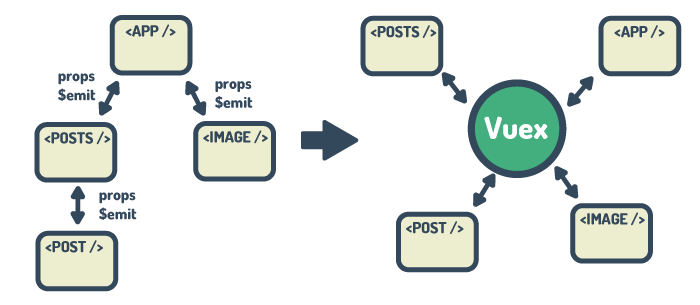 <APP />
props
$emit
props
$emit
<POSTS />
<IMAGE />
props
$emit
<POST />
<POSTS />
<APP />
Vuex
<POST />
<IMAGE />